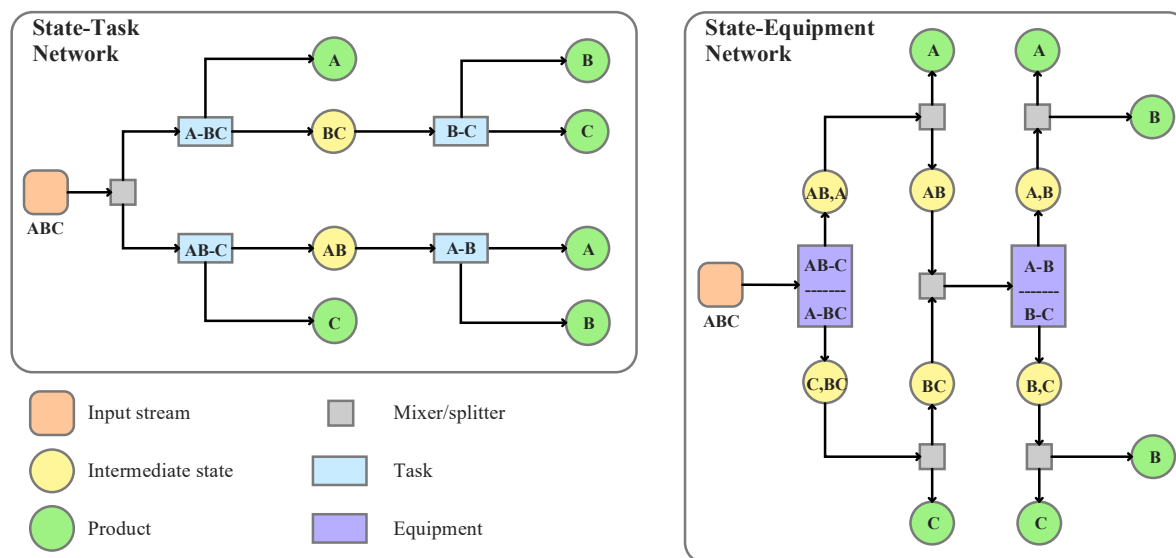 State-Task
Network
A
B
A-BC
BC
B-C
C
ABC
AB-C
AB
A-B
A
C
B
Input stream
Mixer/splitter
Intermediate state
Task
Product
Equipment
State-Equipment
Network
A
A
B
AB,A
AB
A,B
AB-C
-------
A-BC
A-B
-------
B-C
ABC
C,BC
BC
B,C
B
C
C